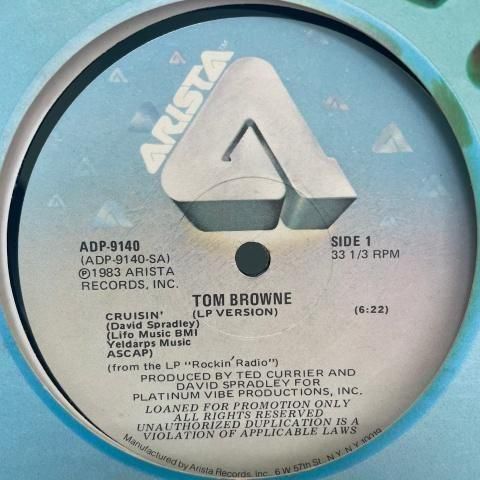 ARISTA
ADP-9140
SIDE 1
(ADP-9140-SA)
33 1/3 RPM
℗1983 ARISTA
RECORDS, INC.
TOM BROWNE
CRUISIN' (LP VERSION) (6:22)
(David Spradley)
(Lifo Music BMI
Yeldarps Music
ASCAP)
(from the LP "Rockin' Radio")
PRODUCED BY TED CURRIER AND
DAVID SPRADLEY FOR
PLATINUM VIBE PRODUCTIONS, INC.
LOANED FOR PROMOTION ONLY
ALL RIGHTS RESERVED
UNAUTHORIZED DUPLICATION IS A
VIOLATION OF APPLICABLE LAWS
Manufactured by Arista Records, Inc. 6 W 57th St., N.Y. N.Y. 10019